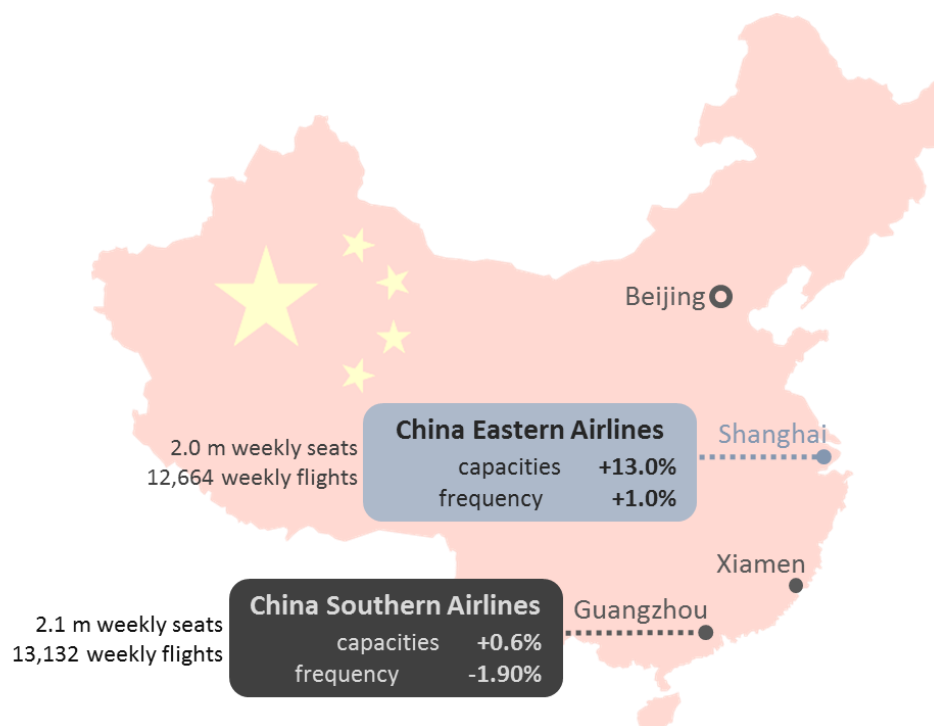 Beijing
China Eastern Airlines
Shanghai
2.0 m weekly seats
capacities +13.0%
12,664 weekly flights
frequency +1.0%
Xiamen
China Southern Airlines
Guangzhou
2.1 m weekly seats
capacities +0.6%
13,132 weekly flights
frequency -1.90%